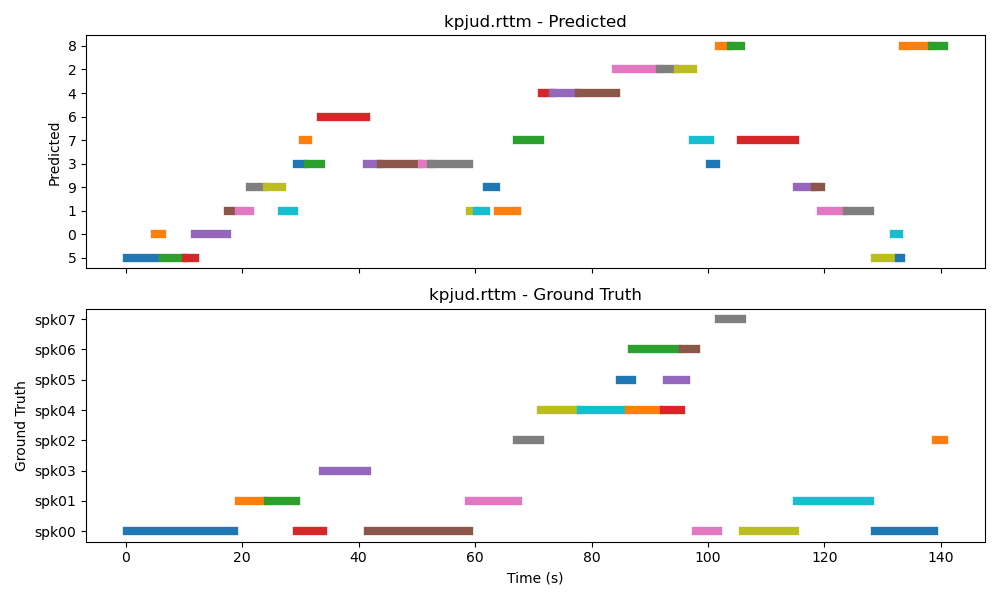 kpjud.rttm - Predicted
8
2
4
6
7
3
9
1
0
5
Predicted
kpjud.rttm - Ground Truth
spk07
spk06
spk05
spk04
spk02
spk03
spk01
spk00
Ground Truth
0 20 40 60 80 100 120 140
Time (s)